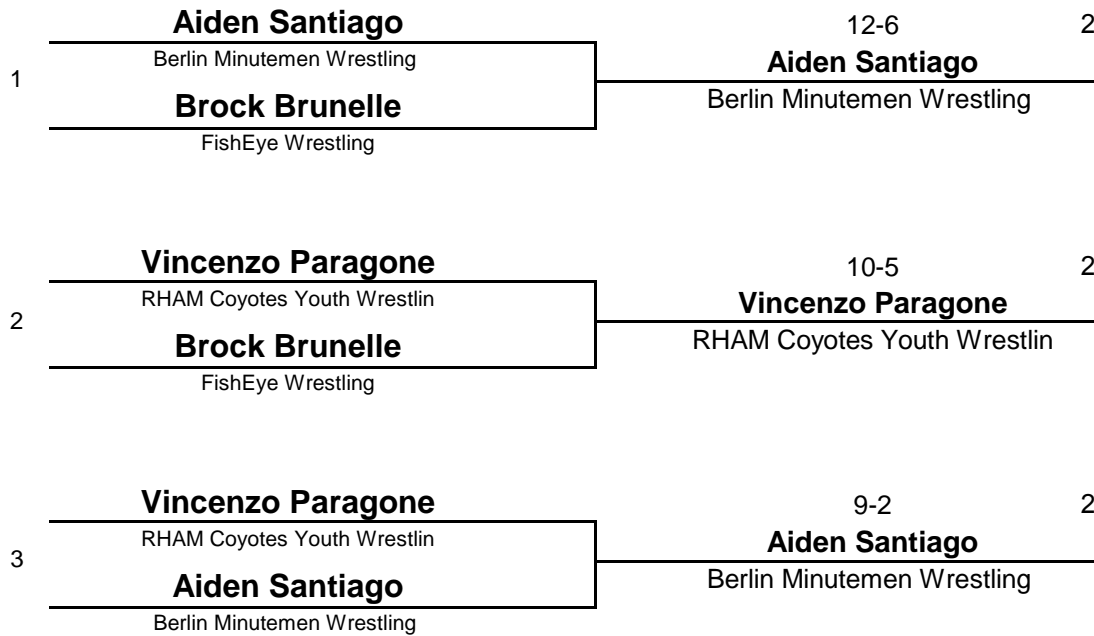 Aiden Santiago
Berlin Minutemen Wrestling
1
Brock Brunelle
FishEye Wrestling
12-6 2
Aiden Santiago
Berlin Minutemen Wrestling
Vincenzo Paragone
RHAM Coyotes Youth Wrestlin
2
Brock Brunelle
FishEye Wrestling
10-5 2
Vincenzo Paragone
RHAM Coyotes Youth Wrestlin
Vincenzo Paragone
RHAM Coyotes Youth Wrestlin
3
Aiden Santiago
Berlin Minutemen Wrestling
9-2 2
Aiden Santiago
Berlin Minutemen Wrestling